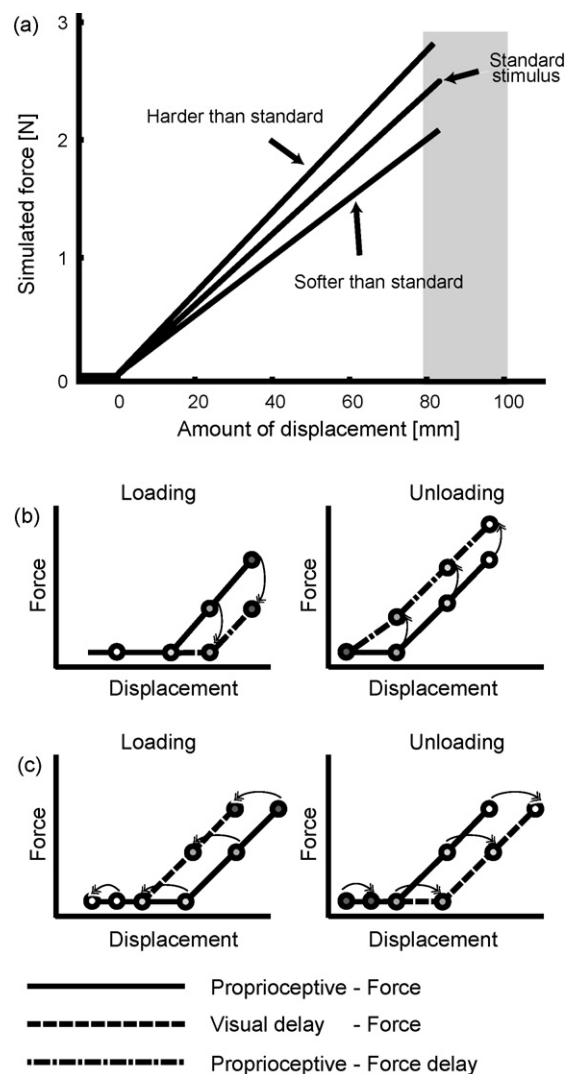 (a)
3
2
1
0
Simulated force [N]
Harder than standard
Standard
stimulus
Softer than standard
0 20 40 60 80 100
Amount of displacement [mm]
(b)
Loading
Force
Displacement
Unloading
Force
Displacement
(c)
Loading
Force
Displacement
Unloading
Force
Displacement
Proprioceptive - Force
Visual delay - Force
Proprioceptive - Force delay